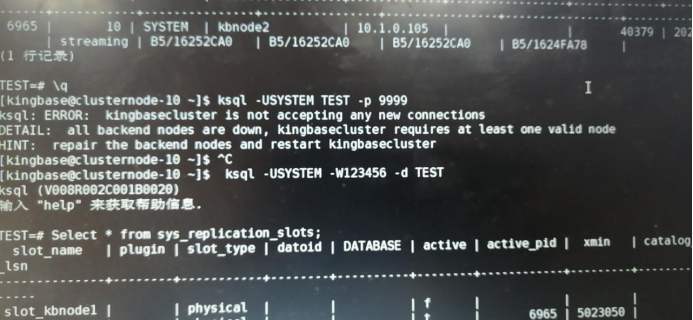 6965 | 10 | SYSTEM | kbnode2 | 10.1.0.105 | | 40379 | 202
| streaming | B5/16252CA0 | B5/16252CA0 | B5/16252CA0 | B5/1624FA78 |
(1 行记录)
TEST=# \q
[kingbase@clusternode-10 ~]$ ksql -USYSTEM TEST -p 9999
ksql: ERROR: kingbasecluster is not accepting any new connections
DETAIL: all backend nodes are down, kingbasecluster requires at least one valid node
HINT: repair the backend nodes and restart kingbasecluster
[kingbase@clusternode-10 ~]$ ^C
[kingbase@clusternode-10 ~]$ ksql -USYSTEM -W123456 -d TEST
ksql (V008R002C001B0020)
输入 "help" 来获取帮助信息.
TEST=# Select * from sys_replication_slots;
slot_name | plugin | slot_type | datoid | DATABASE | active | active_pid | xmin | catalog
_lsn
slot_kbnode1 | | physical | | | f | | |
| t | 6965 | 5023050 |